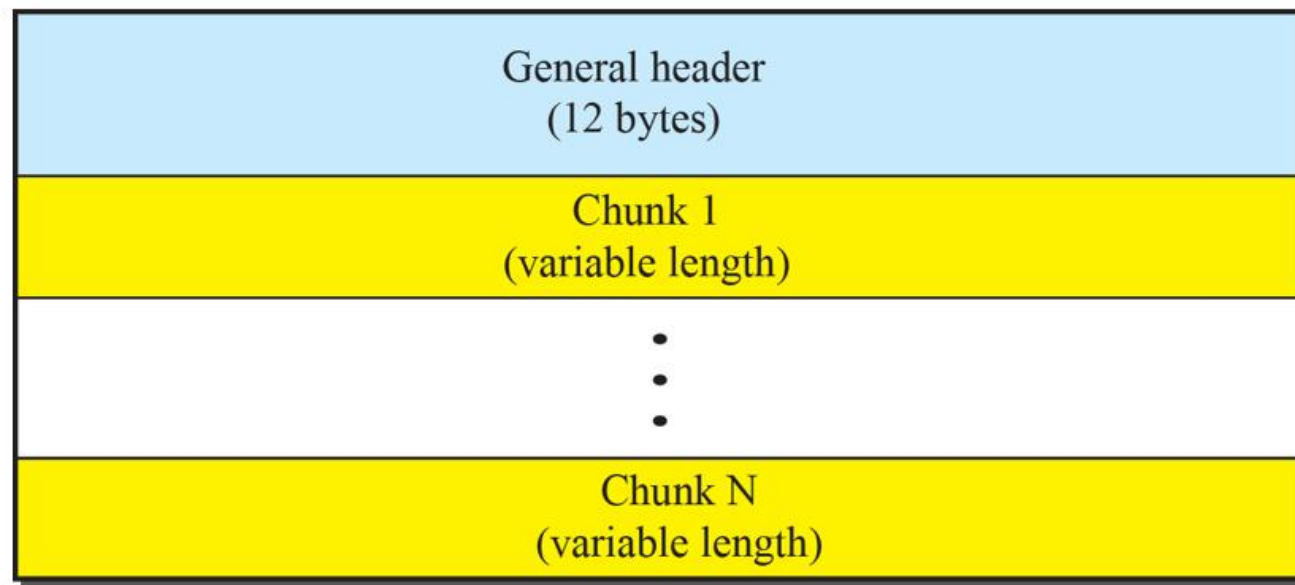 General header
(12 bytes)
Chunk 1
(variable length)
Chunk N
(variable length)